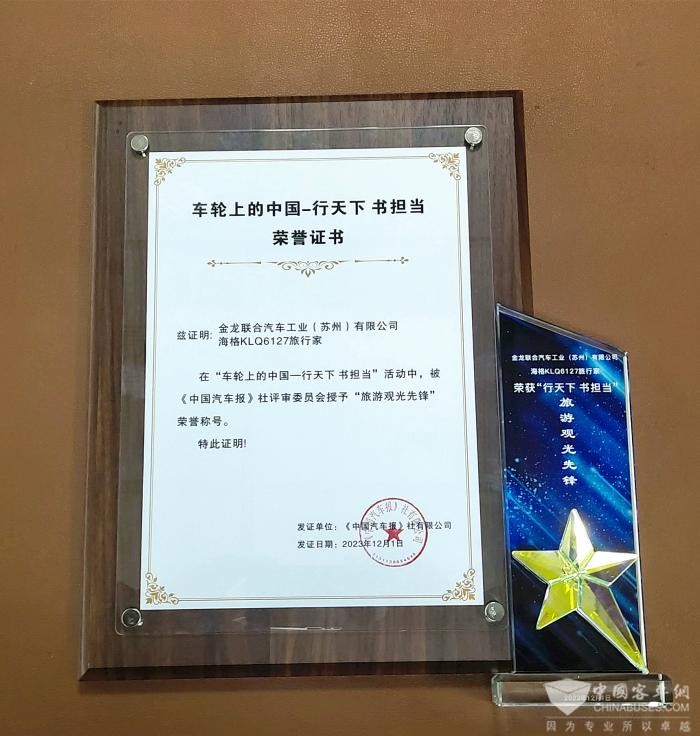 车轮上的中国-行天下 书担当
荣誉证书
兹证明: 金龙联合汽车工业（苏州）有限公司
海格KLQ6127旅行家
在“车轮上的中国—行天下 书担当”活动中，被
《中国汽车报》社评审委员会授予“旅游观光先锋”
荣誉称号。
特此证明!
发证单位: 《中国汽车报》社有限公司
发证日期: 2023年12月1日
金龙联合汽车工业（苏州）有限公司
海格KLQ6127旅行家
荣获“行天下 书担当”
旅游观光先锋
中國客车網
CHINABUSES.COM
因为专业所以卓越